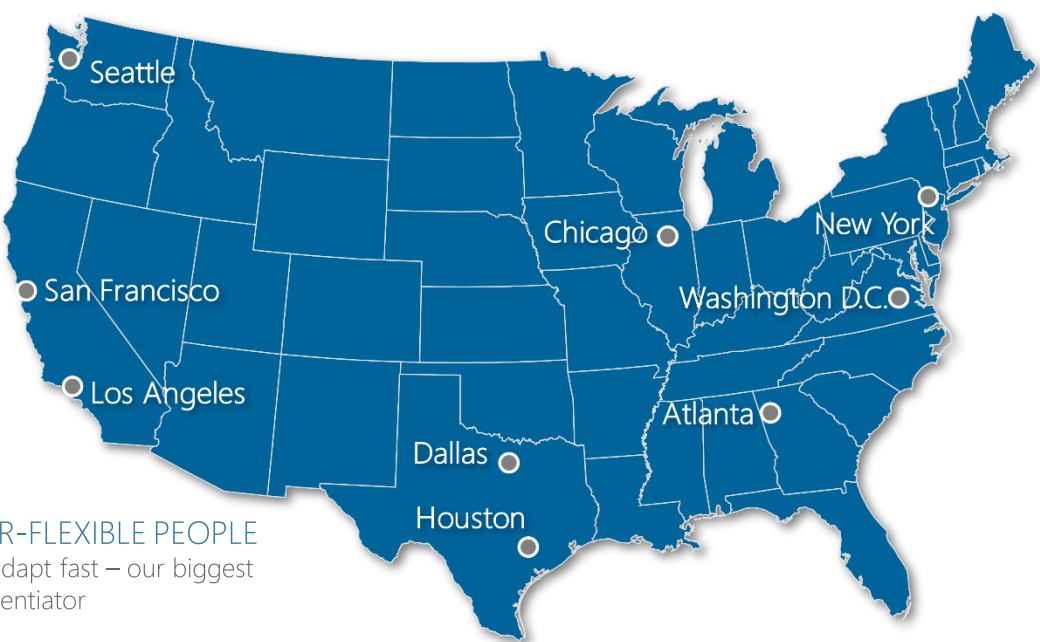 Seattle
New York
Chicago
San Francisco
Washington D.C.
Los Angeles
Atlanta
Dallas
Houston
R-FLEXIBLE PEOPLE
dapt fast – our biggest
entiator